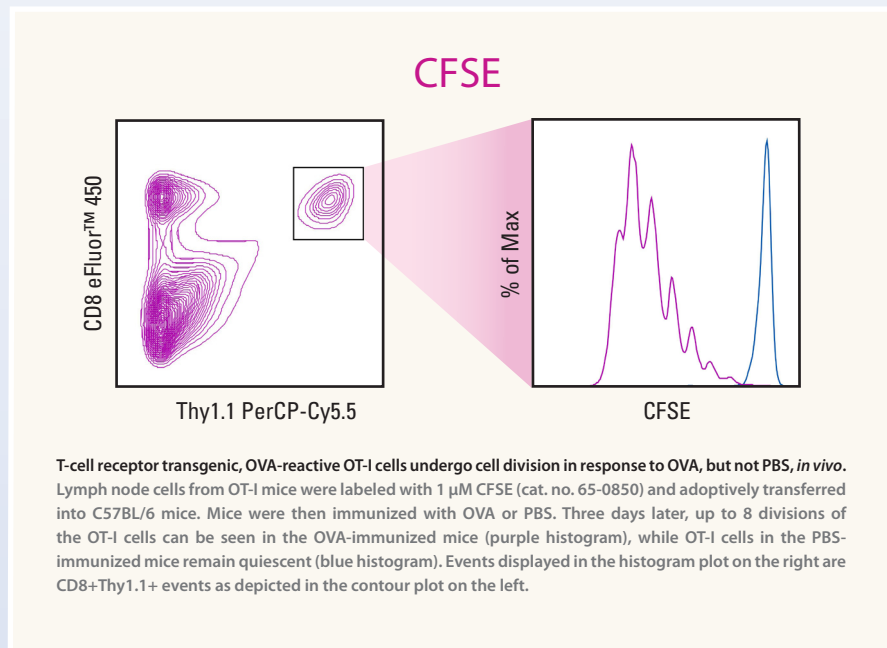 CFSE
CD8 eFluor™ 450
Thy1.1 PerCP-Cy5.5
% of Max
CFSE
T-cell receptor transgenic, OVA-reactive OT-I cells undergo cell division in response to OVA, but not PBS, in vivo.
Lymph node cells from OT-I mice were labeled with 1 µM CFSE (cat. no. 65-0850) and adoptively transferred
into C57BL/6 mice. Mice were then immunized with OVA or PBS. Three days later, up to 8 divisions of
the OT-I cells can be seen in the OVA-immunized mice (purple histogram), while OT-I cells in the PBS-
immunized mice remain quiescent (blue histogram). Events displayed in the histogram plot on the right are
CD8+Thy1.1+ events as depicted in the contour plot on the left.